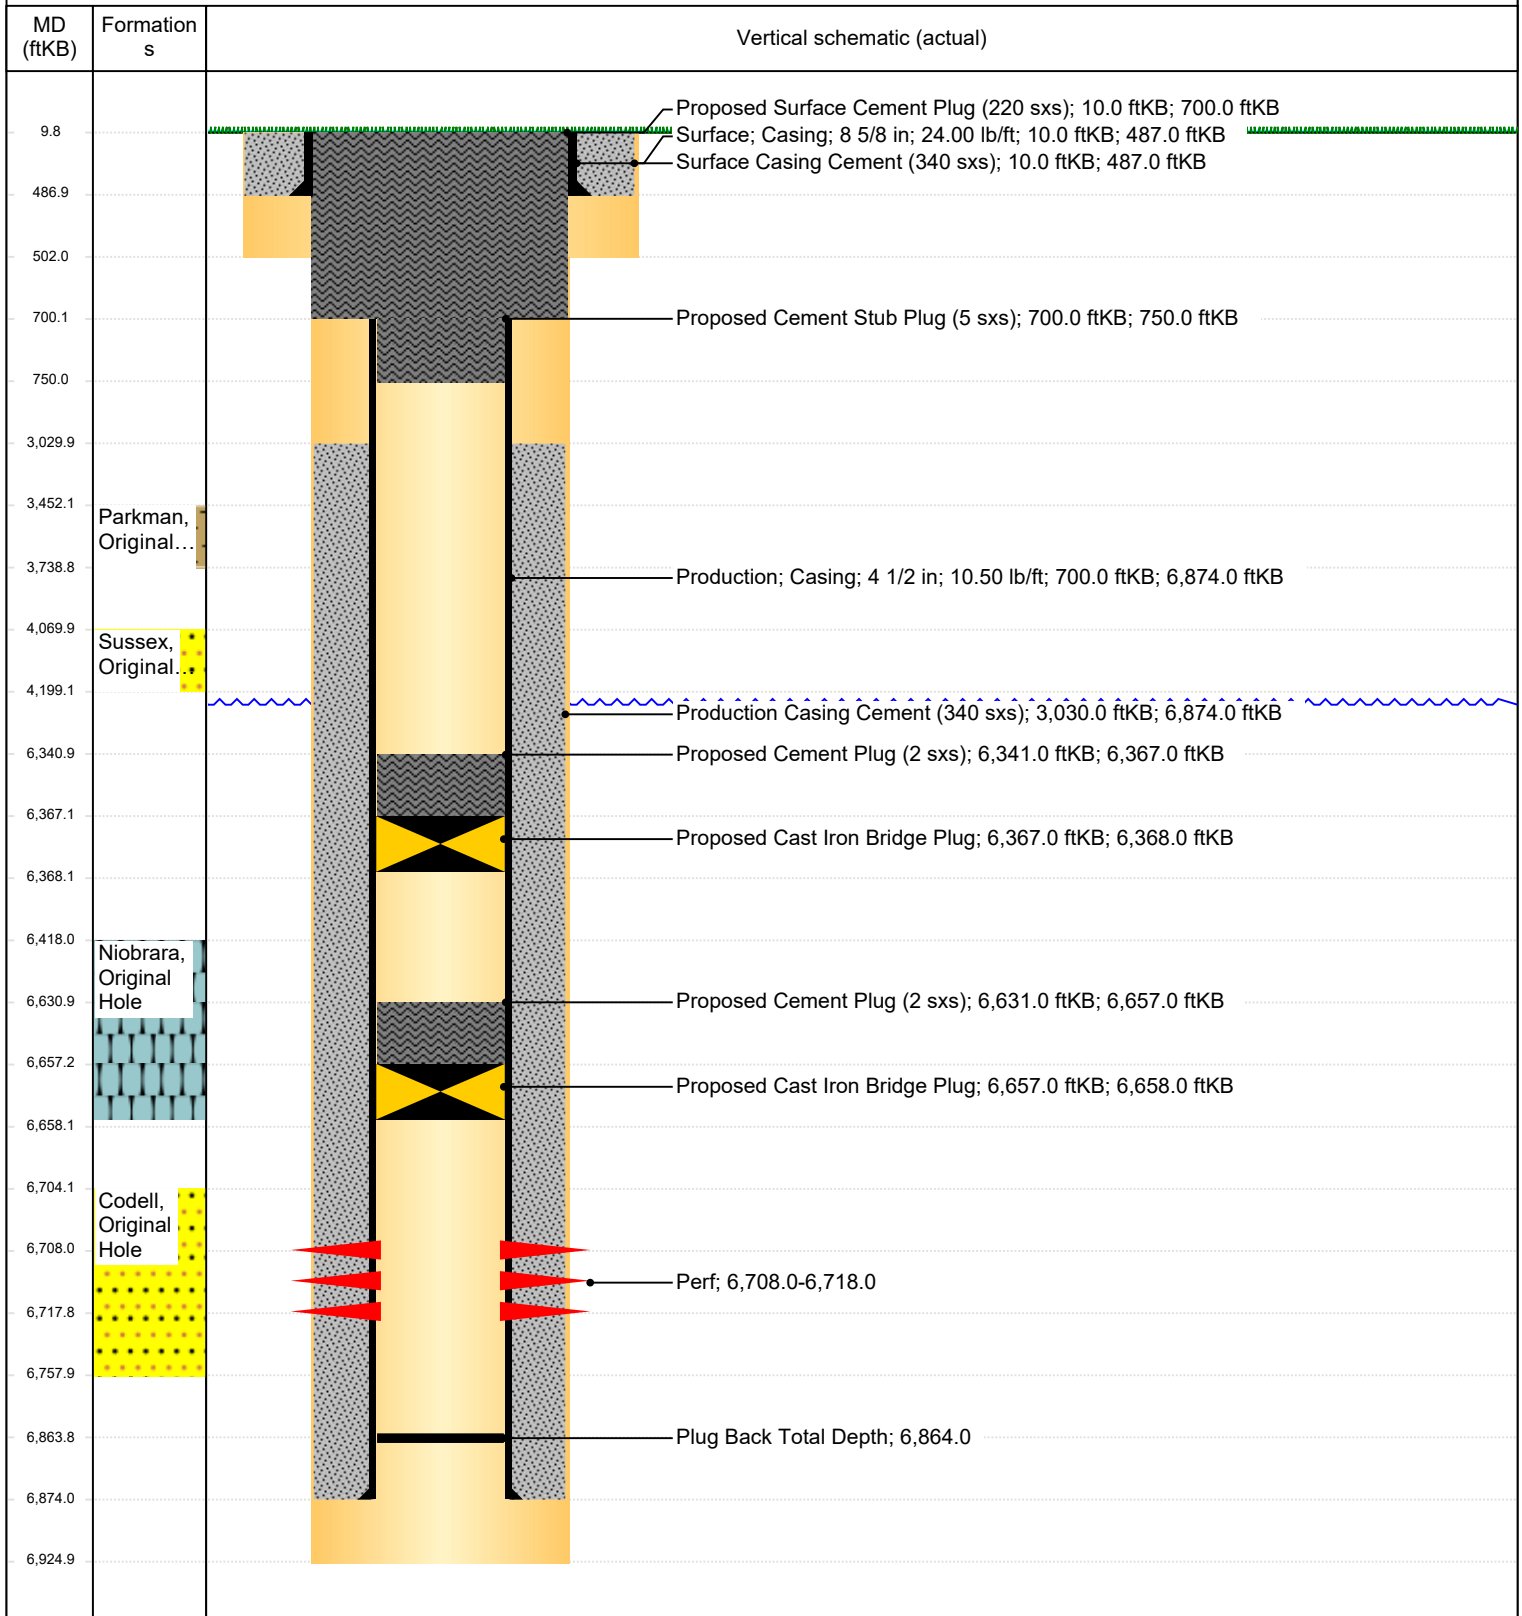 MD
(ftKB)
Formation
s
Vertical schematic (actual)
9.8
Proposed Surface Cement Plug (220 sxs); 10.0 ftKB; 700.0 ftKB
Surface; Casing; 8 5/8 in; 24.00 lb/ft; 10.0 ftKB; 487.0 ftKB
Surface Casing Cement (340 sxs); 10.0 ftKB; 487.0 ftKB
486.9
502.0
700.1
Proposed Cement Stub Plug (5 sxs); 700.0 ftKB; 750.0 ftKB
750.0
3,029.9
3,452.1
Parkman,
Original...
3,738.8
Production; Casing; 4 1/2 in; 10.50 lb/ft; 700.0 ftKB; 6,874.0 ftKB
4,069.9
Sussex,
Original...
4,199.1
Production Casing Cement (340 sxs); 3,030.0 ftKB; 6,874.0 ftKB
6,340.9
Proposed Cement Plug (2 sxs); 6,341.0 ftKB; 6,367.0 ftKB
6,367.1
Proposed Cast Iron Bridge Plug; 6,367.0 ftKB; 6,368.0 ftKB
6,368.1
6,418.0
Niobrara,
Original
Hole
6,630.9
Proposed Cement Plug (2 sxs); 6,631.0 ftKB; 6,657.0 ftKB
6,657.2
Proposed Cast Iron Bridge Plug; 6,657.0 ftKB; 6,658.0 ftKB
6,658.1
6,704.1
Codell,
Original
Hole
6,708.0
Perf; 6,708.0-6,718.0
6,717.8
6,757.9
6,863.8
Plug Back Total Depth; 6,864.0
6,874.0
6,924.9